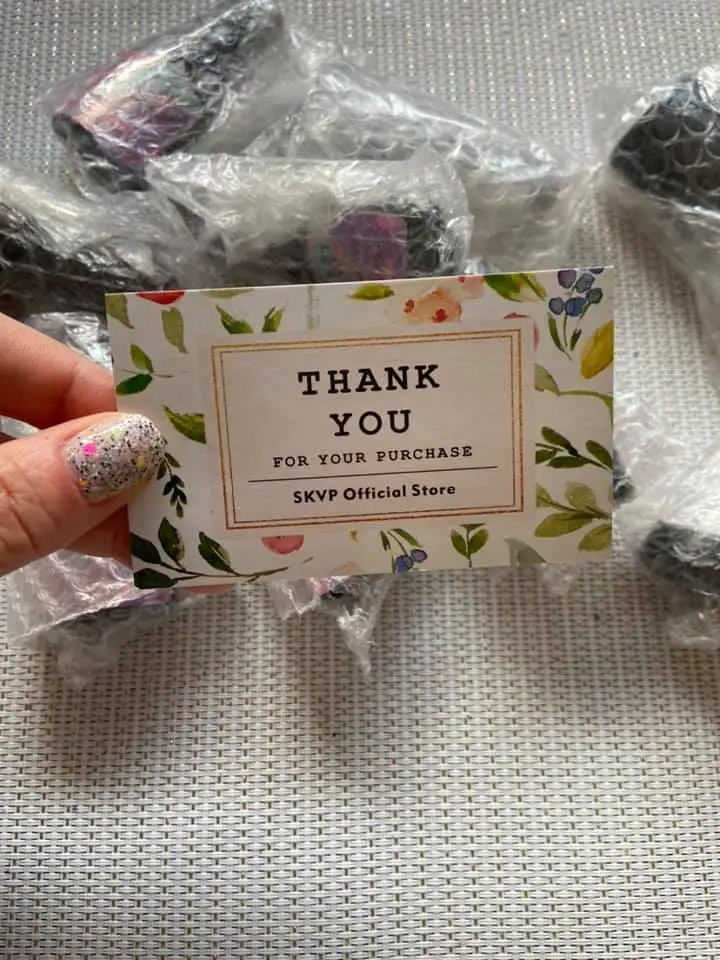 THANK
YOU
FOR YOUR PURCHASE
SKVP Official Store